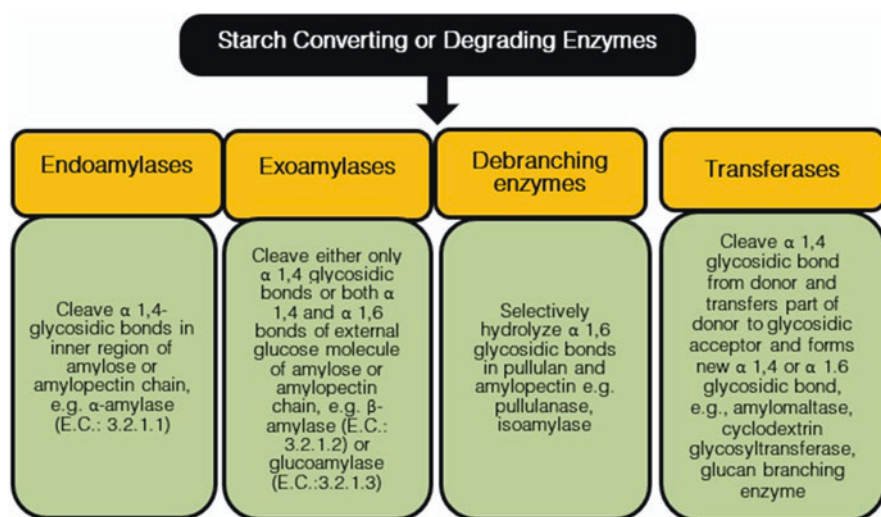 Starch Converting or Degrading Enzymes
Endoamylases
Exoamylases
Debranching
enzymes
Transferases
Cleave α 1,4-
glycosidic bonds in
inner region of
amylose or
amylopectin chain,
e.g. α-amylase
(E.C.: 3.2.1.1)
Cleave either only
α 1,4 glycosidic
bonds or both α
1,4 and α 1,6
bonds of external
glucose molecule
of amylose or
amylopectin
chain, e.g. β-
amylase (E.C.:
3.2.1.2) or
glucoamylase
(E.C.:3.2.1.3)
Selectively
hydrolyze α 1,6
glycosidic bonds
in pullulan and
amylopectin e.g.
pullulanase,
isoamylase
Cleave α 1,4
glycosidic bond
from donor and
transfers part of
donor to glycosidic
acceptor and forms
new α 1,4 or α 1.6
glycosidic bond,
e.g., amylomaltase,
cyclodextrin
glycosyltransferase,
glucan branching
enzyme